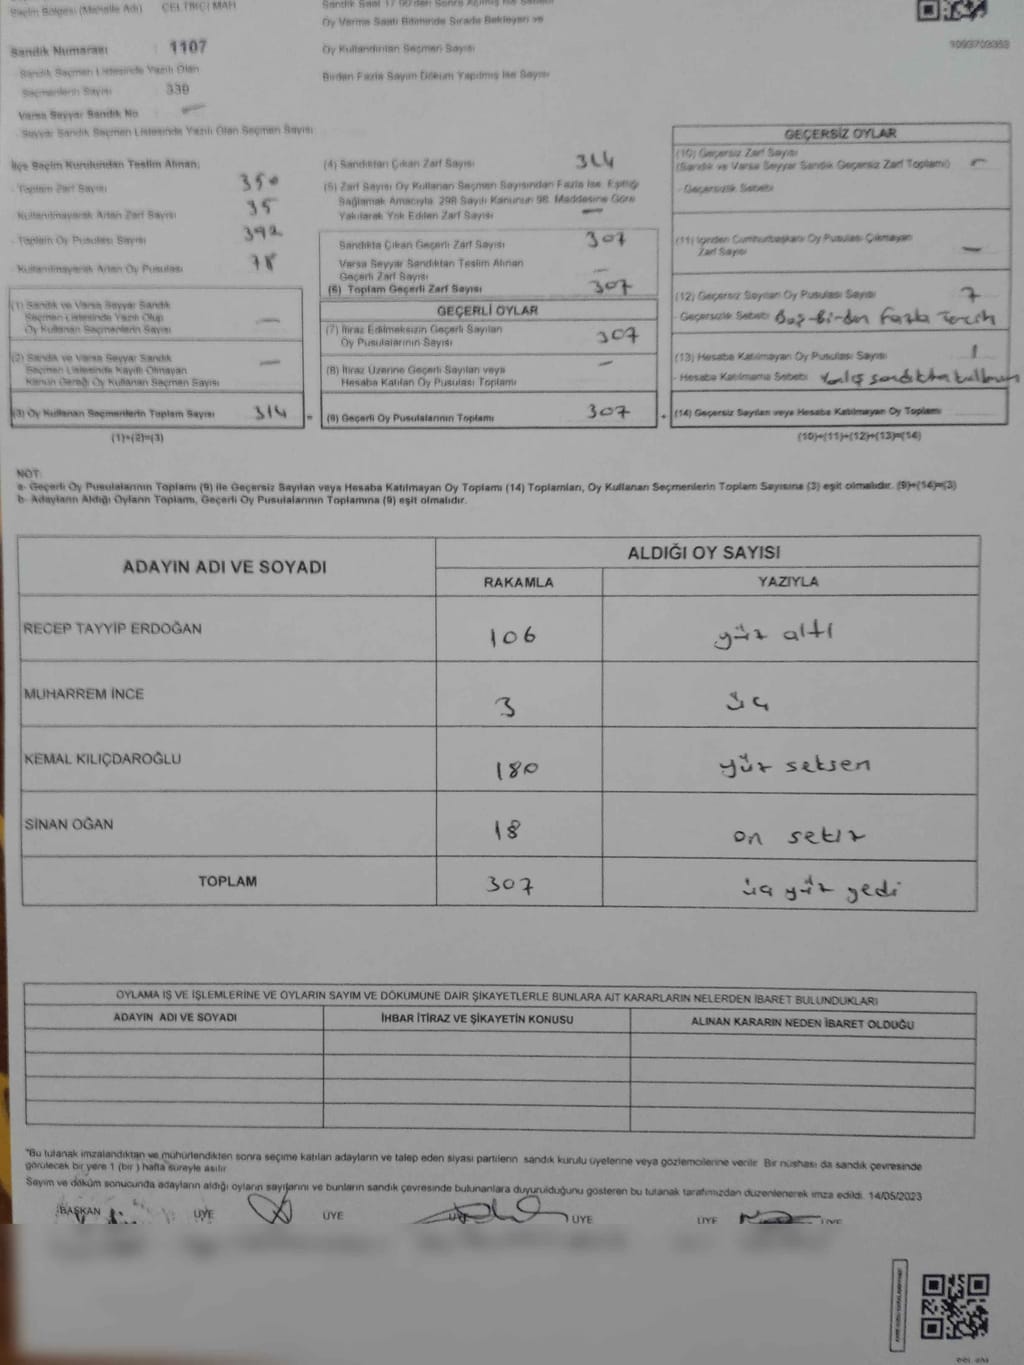 Seçim Bölgesi (Mahalle Adı) ÇELTİKÇİ MAH
Sandık Numarası : 1107
- Sandık Seçmen Listesinde Yazılı Olan
Seçmenlerin Sayısı : 339
Varsa Seyyar Sandık No —
- Seyyar Sandık Seçmen Listesinde Yazılı Olan Seçmen Sayısı
Oy Verme Saati Bitiminde Sırada Bekleyen ve
Oy Kullandırılan Seçmen Sayısı
Birden Fazla Sayım Döküm Yapılmış İse Sayısı
1093703353
İlçe Seçim Kurulundan Teslim Alınan;
- Toplam Zarf Sayısı 350
- Kullanılmayarak Artan Zarf Sayısı 35
- Toplam Oy Pusulası Sayısı 392
- Kullanılmayarak Artan Oy Pusulası 78
(1) Sandık ve Varsa Seyyar Sandık
Seçmen Listesinde Yazılı Olup
Oy Kullanan Seçmenlerin Sayısı —
(2) Sandık ve Varsa Seyyar Sandık
Seçmen Listesinde Kayıtlı Olmayan
Kanun Gereği Oy Kullanan Seçmen Sayısı —
(3) Oy Kullanan Seçmenlerin Toplam Sayısı 314 =
(1)+(2)=(3)
(4) Sandıktan Çıkan Zarf Sayısı 314
(5) Zarf Sayısı Oy Kullanan Seçmen Sayısından Fazla İse, Eşitliği
Sağlamak Amacıyla, 298 Sayılı Kanunun 98. Maddesine Göre
Yakılarak Yok Edilen Zarf Sayısı —
Sandıkta Çıkan Geçerli Zarf Sayısı 307
Varsa Seyyar Sandıktan Teslim Alınan
Geçerli Zarf Sayısı —
(6) Toplam Geçerli Zarf Sayısı 307
GEÇERLİ OYLAR
(7) İtiraz Edilmeksizin Geçerli Sayılan
Oy Pusulalarının Sayısı 307
(8) İtiraz Üzerine Geçerli Sayılan veya
Hesaba Katılan Oy Pusulası Toplamı —
(9) Geçerli Oy Pusulalarının Toplamı 307 +
GEÇERSİZ OYLAR
(10) Geçersiz Zarf Sayısı
(Sandık ve Varsa Seyyar Sandık Geçersiz Zarf Toplamı) —
- Geçersizlik Sebebi
(11) İçinden Cumhurbaşkanı Oy Pusulası Çıkmayan
Zarf Sayısı —
(12) Geçersiz Sayılan Oy Pusulası Sayısı 7
- Geçersizlik Sebebi Boş-birden fazla tercih
(13) Hesaba Katılmayan Oy Pusulası Sayısı 1
- Hesaba Katılmama Sebebi Yanlış sandıkta
(14) Geçersiz Sayılan veya Hesaba Katılmayan Oy Toplamı
(10)+(11)+(12)+(13)=(14)
NOT:
a- Geçerli Oy Pusulalarının Toplamı (9) ile Geçersiz Sayılan veya Hesaba Katılmayan Oy Toplamı (14) Toplamları, Oy Kullanan Seçmenlerin Toplam Sayısına (3) eşit olmalıdır. (9)+(14)=(3)
b- Adayların Aldığı Oyların Toplamı, Geçerli Oy Pusulalarının Toplamına (9) eşit olmalıdır.
ADAYIN ADI VE SOYADI ALDIĞI OY SAYISI
RAKAMLA YAZIYLA
RECEP TAYYİP ERDOĞAN 106 yüz altı
MUHARREM İNCE 3 üç
KEMAL KILIÇDAROĞLU 180 yüz seksen
SİNAN OĞAN 18 on sekiz
TOPLAM 307 üç yüz yedi
OYLAMA İŞ VE İŞLEMLERİNE VE OYLARIN SAYIM VE DÖKÜMÜNE DAİR ŞİKAYETLERLE BUNLARA AİT KARARLARIN NELERDEN İBARET BULUNDUKLARI
ADAYIN ADI VE SOYADI İHBAR İTİRAZ VE ŞİKAYETİN KONUSU ALINAN KARARIN NEDEN İBARET OLDUĞU
*Bu tutanak imzalandıktan ve mühürlendikten sonra seçime katılan adayların ve talep eden siyasi partilerin sandık kurulu üyelerine veya gözlemcilerine verilir. Bir nüshası da sandık çevresinde
görülecek bir yere 1 (bir) hafta süreyle asılır.
Sayım ve döküm sonucunda adayların aldığı oyların sayılarını ve bunların sandık çevresinde bulunanlara duyurulduğunu gösteren bu tutanak tarafımızdan düzenlenerek imza edildi. 14/05/2023
BAŞKAN ÜYE ÜYE ÜYE ÜYE ÜYE ÜYE